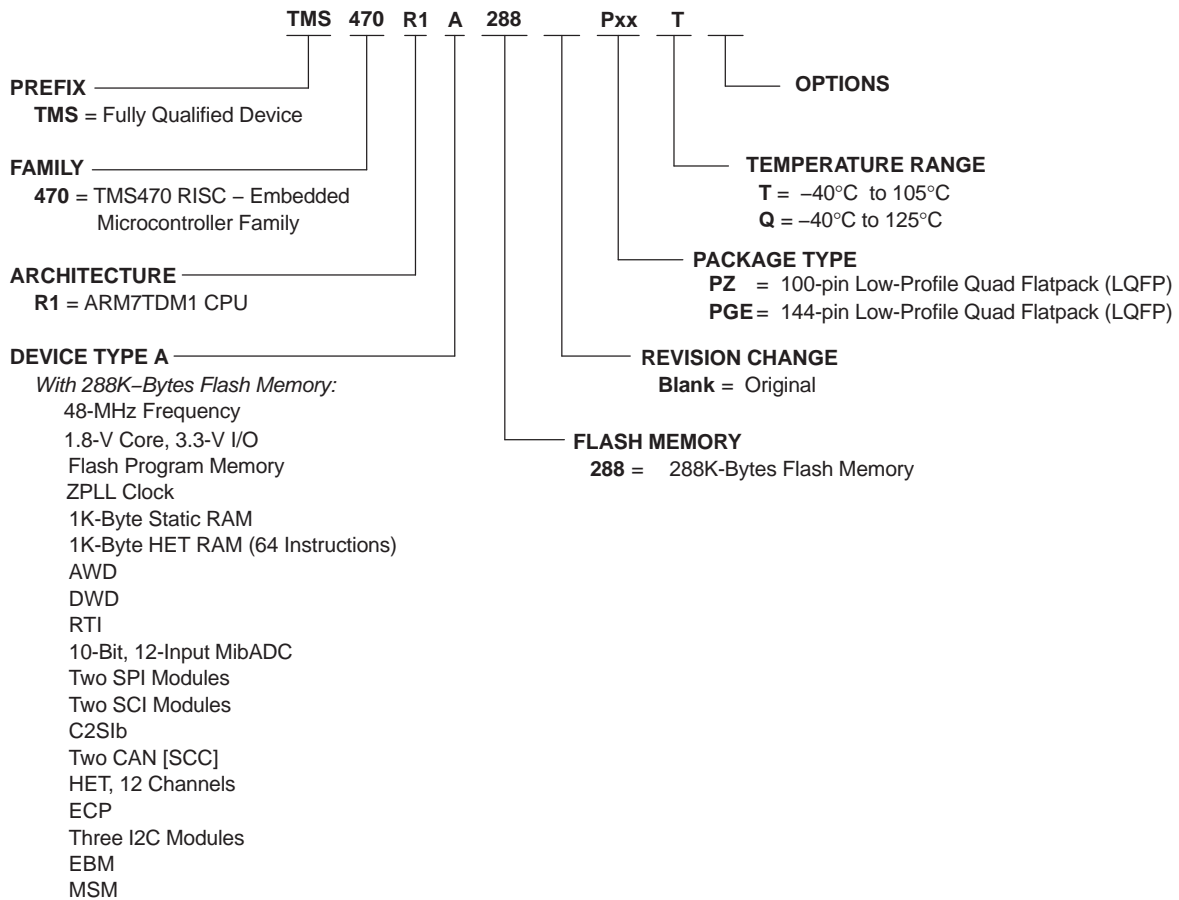 TMS 470 R1 A 288 Pxx T
PREFIX
TMS = Fully Qualified Device
FAMILY
470 = TMS470 RISC − Embedded
Microcontroller Family
ARCHITECTURE
R1 = ARM7TDM1 CPU
DEVICE TYPE A
With 288K−Bytes Flash Memory:
48-MHz Frequency
1.8-V Core, 3.3-V I/O
Flash Program Memory
ZPLL Clock
1K-Byte Static RAM
1K-Byte HET RAM (64 Instructions)
AWD
DWD
RTI
10-Bit, 12-Input MibADC
Two SPI Modules
Two SCI Modules
C2SIb
Two CAN [SCC]
HET, 12 Channels
ECP
Three I2C Modules
EBM
MSM
OPTIONS
TEMPERATURE RANGE
T = −40°C to 105°C
Q = −40°C to 125°C
PACKAGE TYPE
PZ = 100-pin Low-Profile Quad Flatpack (LQFP)
PGE = 144-pin Low-Profile Quad Flatpack (LQFP)
REVISION CHANGE
Blank = Original
FLASH MEMORY
288 = 288K-Bytes Flash Memory